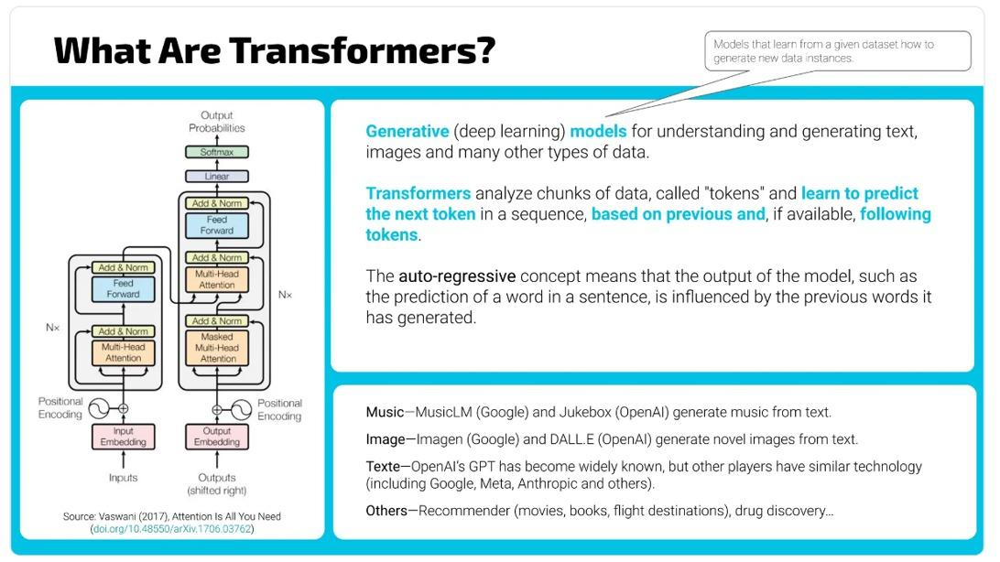 What Are Transformers?
Models that learn from a given dataset how to
generate new data instances.
Output
Probabilities
Softmax
Linear
Add & Norm
Feed
Forward
Add & Norm
Multi-Head
Attention
Nx
Add & Norm
Masked
Multi-Head
Attention
Add & Norm
Feed
Forward
Nx
Add & Norm
Multi-Head
Attention
Positional
Encoding
Positional
Encoding
Input
Embedding
Output
Embedding
Inputs
Outputs
(shifted right)
Source: Vaswani (2017), Attention Is All You Need
(doi.org/10.48550/arXiv.1706.03762)
Generative (deep learning) models for understanding and generating text,
images and many other types of data.
Transformers analyze chunks of data, called "tokens" and learn to predict
the next token in a sequence, based on previous and, if available, following
tokens.
The auto-regressive concept means that the output of the model, such as
the prediction of a word in a sentence, is influenced by the previous words it
has generated.
Music—MusicLM (Google) and Jukebox (OpenAI) generate music from text.
Image—Imagen (Google) and DALL.E (OpenAI) generate novel images from text.
Texte—OpenAI's GPT has become widely known, but other players have similar technology
(including Google, Meta, Anthropic and others).
Others—Recommender (movies, books, flight destinations), drug discovery...